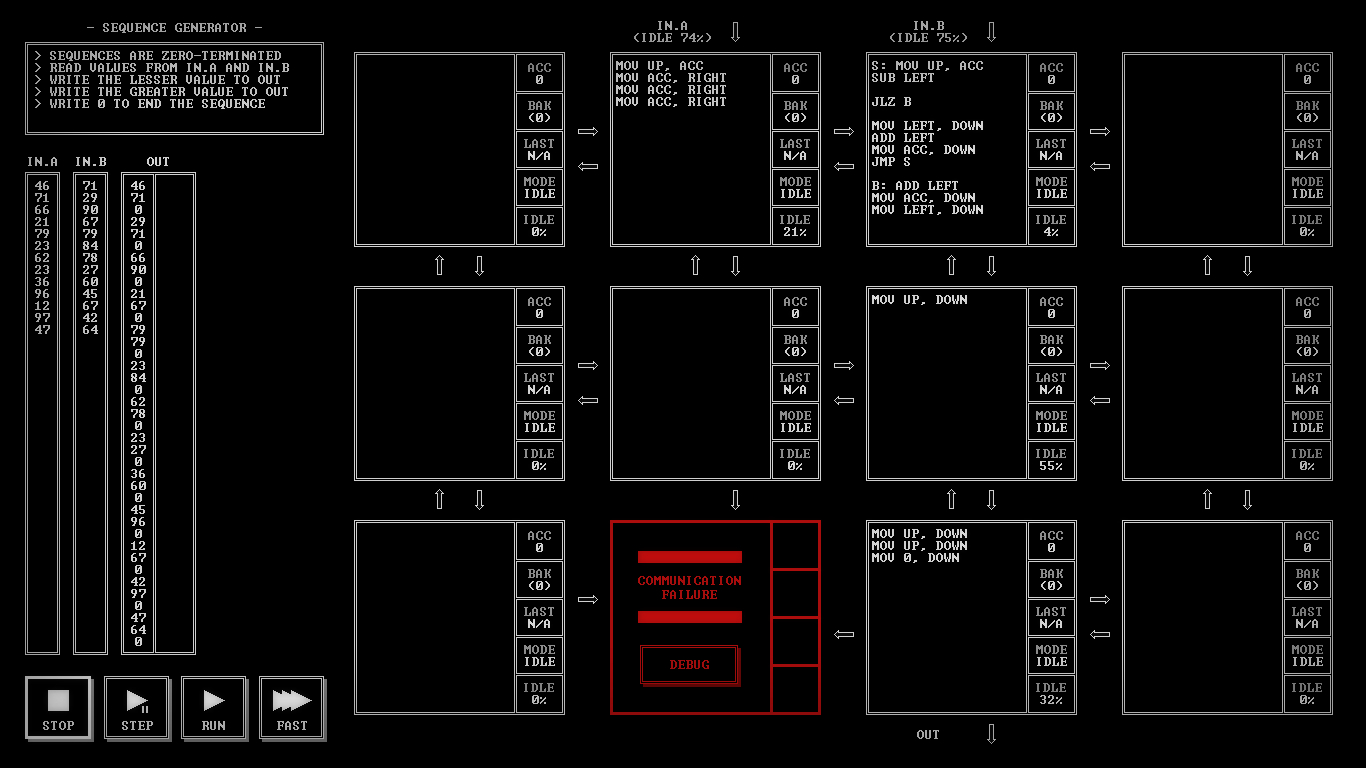 - SEQUENCE GENERATOR -
> SEQUENCES ARE ZERO-TERMINATED
> READ VALUES FROM IN.A AND IN.B
> WRITE THE LESSER VALUE TO OUT
> WRITE THE GREATER VALUE TO OUT
> WRITE 0 TO END THE SEQUENCE
IN.A IN.B OUT
46 71 46
71 29 71
66 90 0
21 67 29
79 79 71
23 84 0
62 78 66
23 27 90
36 60 0
96 45 21
12 67 67
97 42 0
47 64 79
79
0
23
84
0
62
78
0
23
27
0
36
60
0
45
96
0
12
67
0
42
97
0
47
64
0
STOP
STEP
RUN
FAST
IN.A
(IDLE 74%)
IN.B
(IDLE 75%)
ACC
0
BAK
(0)
LAST
N/A
MODE
IDLE
IDLE
0%
MOV UP, ACC
MOV ACC, RIGHT
MOV ACC, RIGHT
MOV ACC, RIGHT
ACC
0
BAK
(0)
LAST
N/A
MODE
IDLE
IDLE
21%
S: MOV UP, ACC
SUB LEFT
JLZ B
MOV LEFT, DOWN
ADD LEFT
MOV ACC, DOWN
JMP S
B: ADD LEFT
MOV ACC, DOWN
MOV LEFT, DOWN
ACC
0
BAK
(0)
LAST
N/A
MODE
IDLE
IDLE
4%
ACC
0
BAK
(0)
LAST
N/A
MODE
IDLE
IDLE
0%
ACC
0
BAK
(0)
LAST
N/A
MODE
IDLE
IDLE
0%
ACC
0
BAK
(0)
LAST
N/A
MODE
IDLE
IDLE
0%
MOV UP, DOWN
ACC
0
BAK
(0)
LAST
N/A
MODE
IDLE
IDLE
55%
ACC
0
BAK
(0)
LAST
N/A
MODE
IDLE
IDLE
0%
ACC
0
BAK
(0)
LAST
N/A
MODE
IDLE
IDLE
0%
COMMUNICATION
FAILURE
DEBUG
MOV UP, DOWN
MOV UP, DOWN
MOV 0, DOWN
ACC
0
BAK
(0)
LAST
N/A
MODE
IDLE
IDLE
32%
ACC
0
BAK
(0)
LAST
N/A
MODE
IDLE
IDLE
0%
OUT